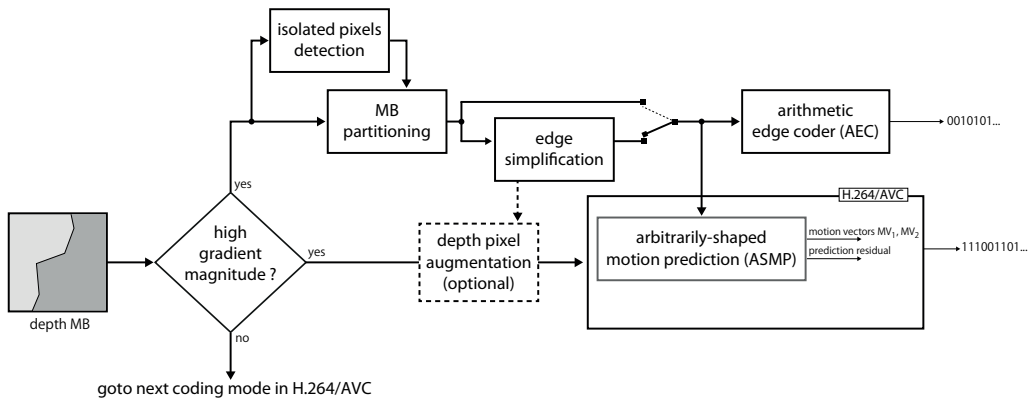 isolated pixels
detection
MB
partitioning
edge
simplification
arithmetic
edge coder (AEC)
0010101...
yes
high
gradient
magnitude ?
yes
no
depth MB
depth pixel
augmentation
(optional)
H.264/AVC
arbitrarily-shaped
motion prediction (ASMP)
motion vectors MV₁, MV₂
prediction residual
111001101...
goto next coding mode in H.264/AVC